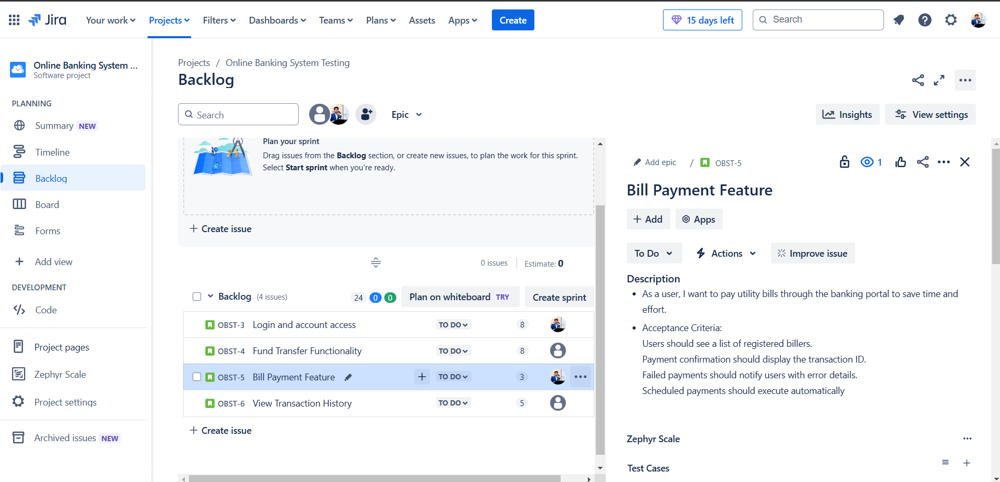 Jira
Your work
Projects
Filters
Dashboards
Teams
Plans
Assets
Apps
Create
15 days left
Search
Online Banking System ...
Software project
PLANNING
Summary NEW
Timeline
Backlog
Board
Forms
Add view
DEVELOPMENT
Code
Project pages
Zephyr Scale
Project settings
Archived issues NEW
Projects / Online Banking System Testing
Backlog
Search
Epic
Insights
View settings
Plan your sprint
Drag issues from the Backlog section, or create new issues, to plan the work for this sprint.
Select Start sprint when you're ready.
+ Create issue
0 issues
Estimate: 0
Backlog (4 issues)
24 0 0
Plan on whiteboard TRY
Create sprint
OBST-3 Login and account access TO DO 8
OBST-4 Fund Transfer Functionality TO DO 8
OBST-5 Bill Payment Feature TO DO 3
OBST-6 View Transaction History TO DO 5
+ Create issue
Add epic / OBST-5
1
Bill Payment Feature
+ Add
Apps
To Do
Actions
Improve issue
Description
• As a user, I want to pay utility bills through the banking portal to save time and
effort.
• Acceptance Criteria:
Users should see a list of registered billers.
Payment confirmation should display the transaction ID.
Failed payments should notify users with error details.
Scheduled payments should execute automatically
Zephyr Scale
Test Cases